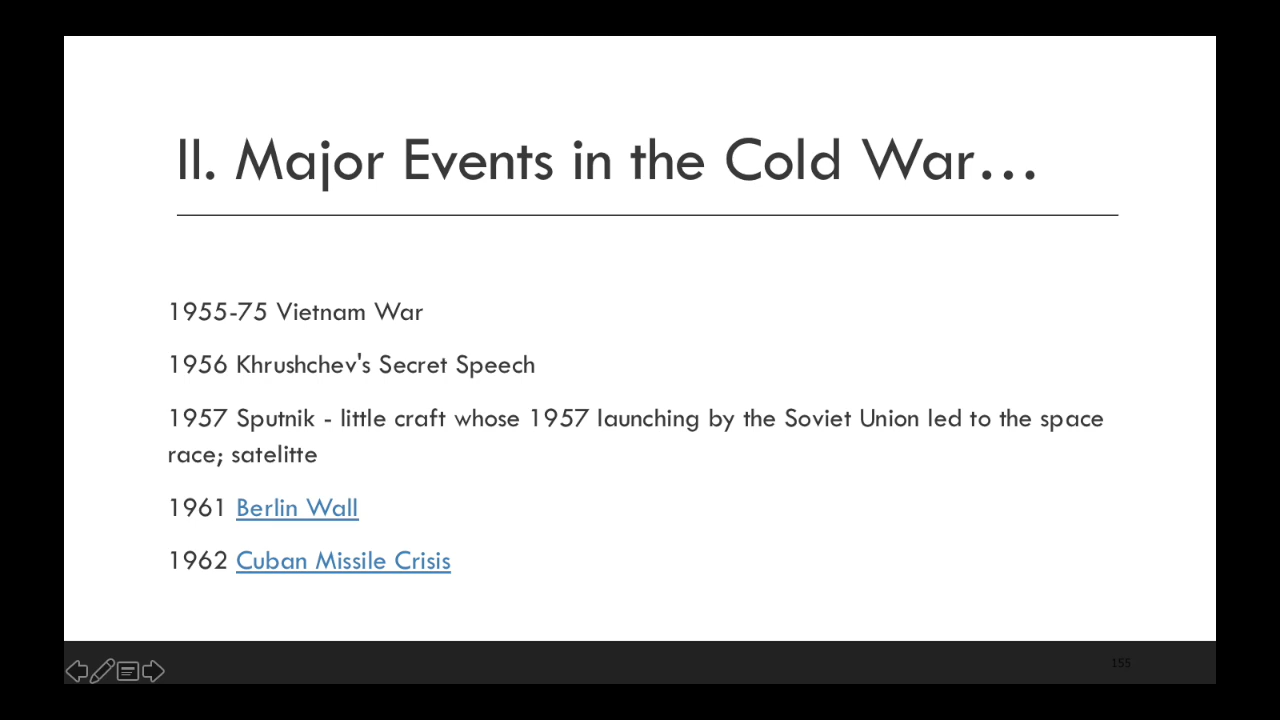 II. Major Events in the Cold War...
1955-75 Vietnam War
1956 Khrushchev's Secret Speech
1957 Sputnik - little craft whose 1957 launching by the Soviet Union led to the space
race; satelitte
1961 Berlin Wall
1962 Cuban Missile Crisis
155